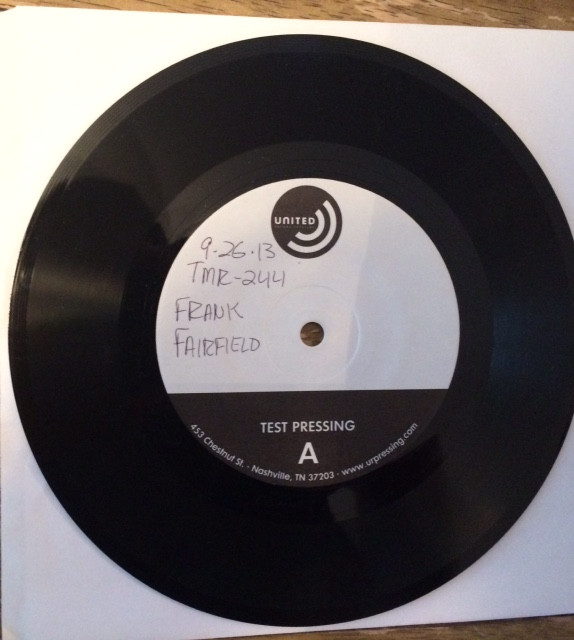 UNITED
9-26-13
TMR-244
FRANK
FAIRFIELD
TEST PRESSING
A
453 Chestnut St. - Nashville, TN 37203 - www.urpressing.com